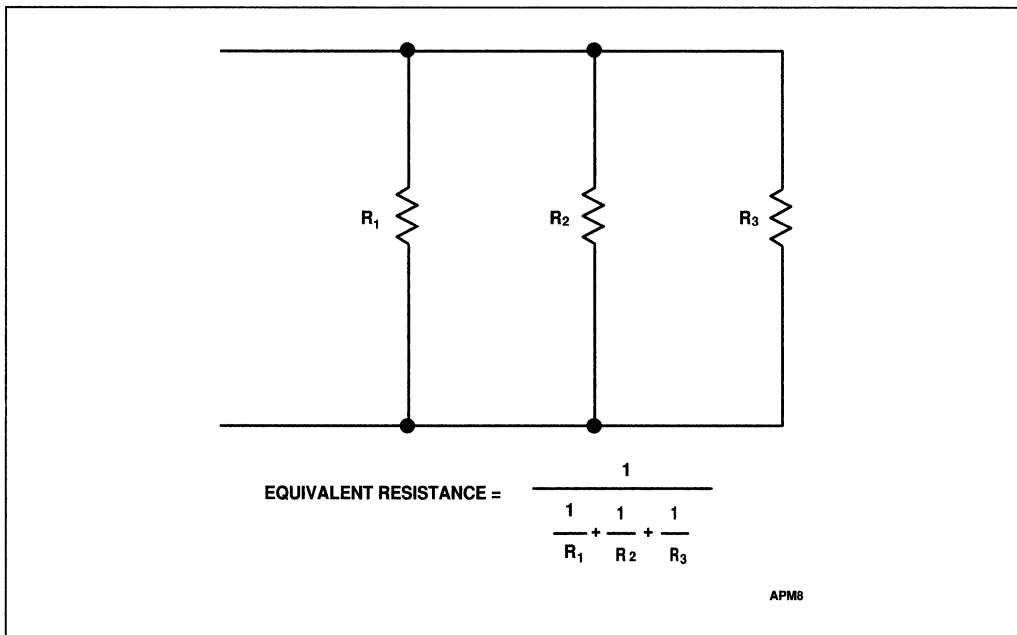 R1
R2
R3
EQUIVALENT RESISTANCE =
1
1 + 1 + 1
R1 R2 R3
APM8